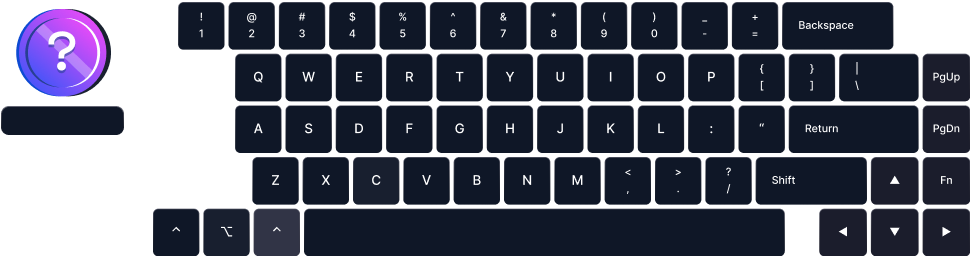 ?
! @ # $ % ^ & * ( ) _ +
1 2 3 4 5 6 7 8 9 0 - = Backspace
Q W E R T Y U I O P { [ } ] | \ PgUp
A S D F G H J K L : " Return PgDn
Z X C V B N M < , > . ? / Shift ▲ Fn
^ ⌥ ^ ◀ ▼ ▶